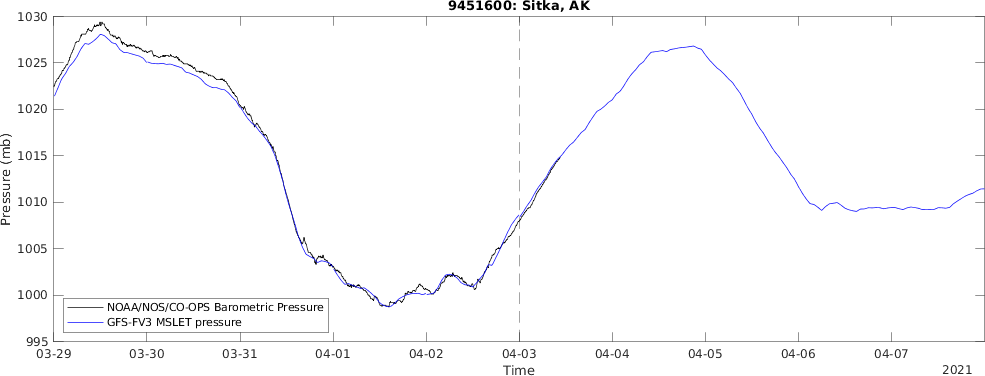 9451600: Sitka, AK
1030
1025
1020
1015
1010
1005
1000
995
Pressure (mb)
NOAA/NOS/CO-OPS Barometric Pressure
GFS-FV3 MSLET pressure
03-29 03-30 03-31 04-01 04-02 04-03 04-04 04-05 04-06 04-07
Time
2021